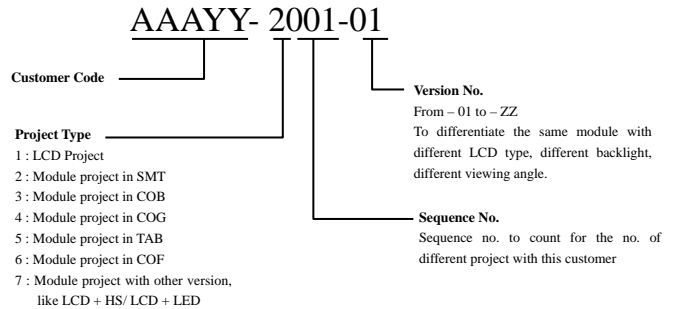 AAAYY- 2001-01
Customer Code
Project Type
1 : LCD Project
2 : Module project in SMT
3 : Module project in COB
4 : Module project in COG
5 : Module project in TAB
6 : Module project in COF
7 : Module project with other version,
like LCD + HS/ LCD + LED
Version No.
From – 01 to – ZZ
To differentiate the same module with
different LCD type, different backlight,
different viewing angle.
Sequence No.
Sequence no. to count for the no. of
different project with this customer